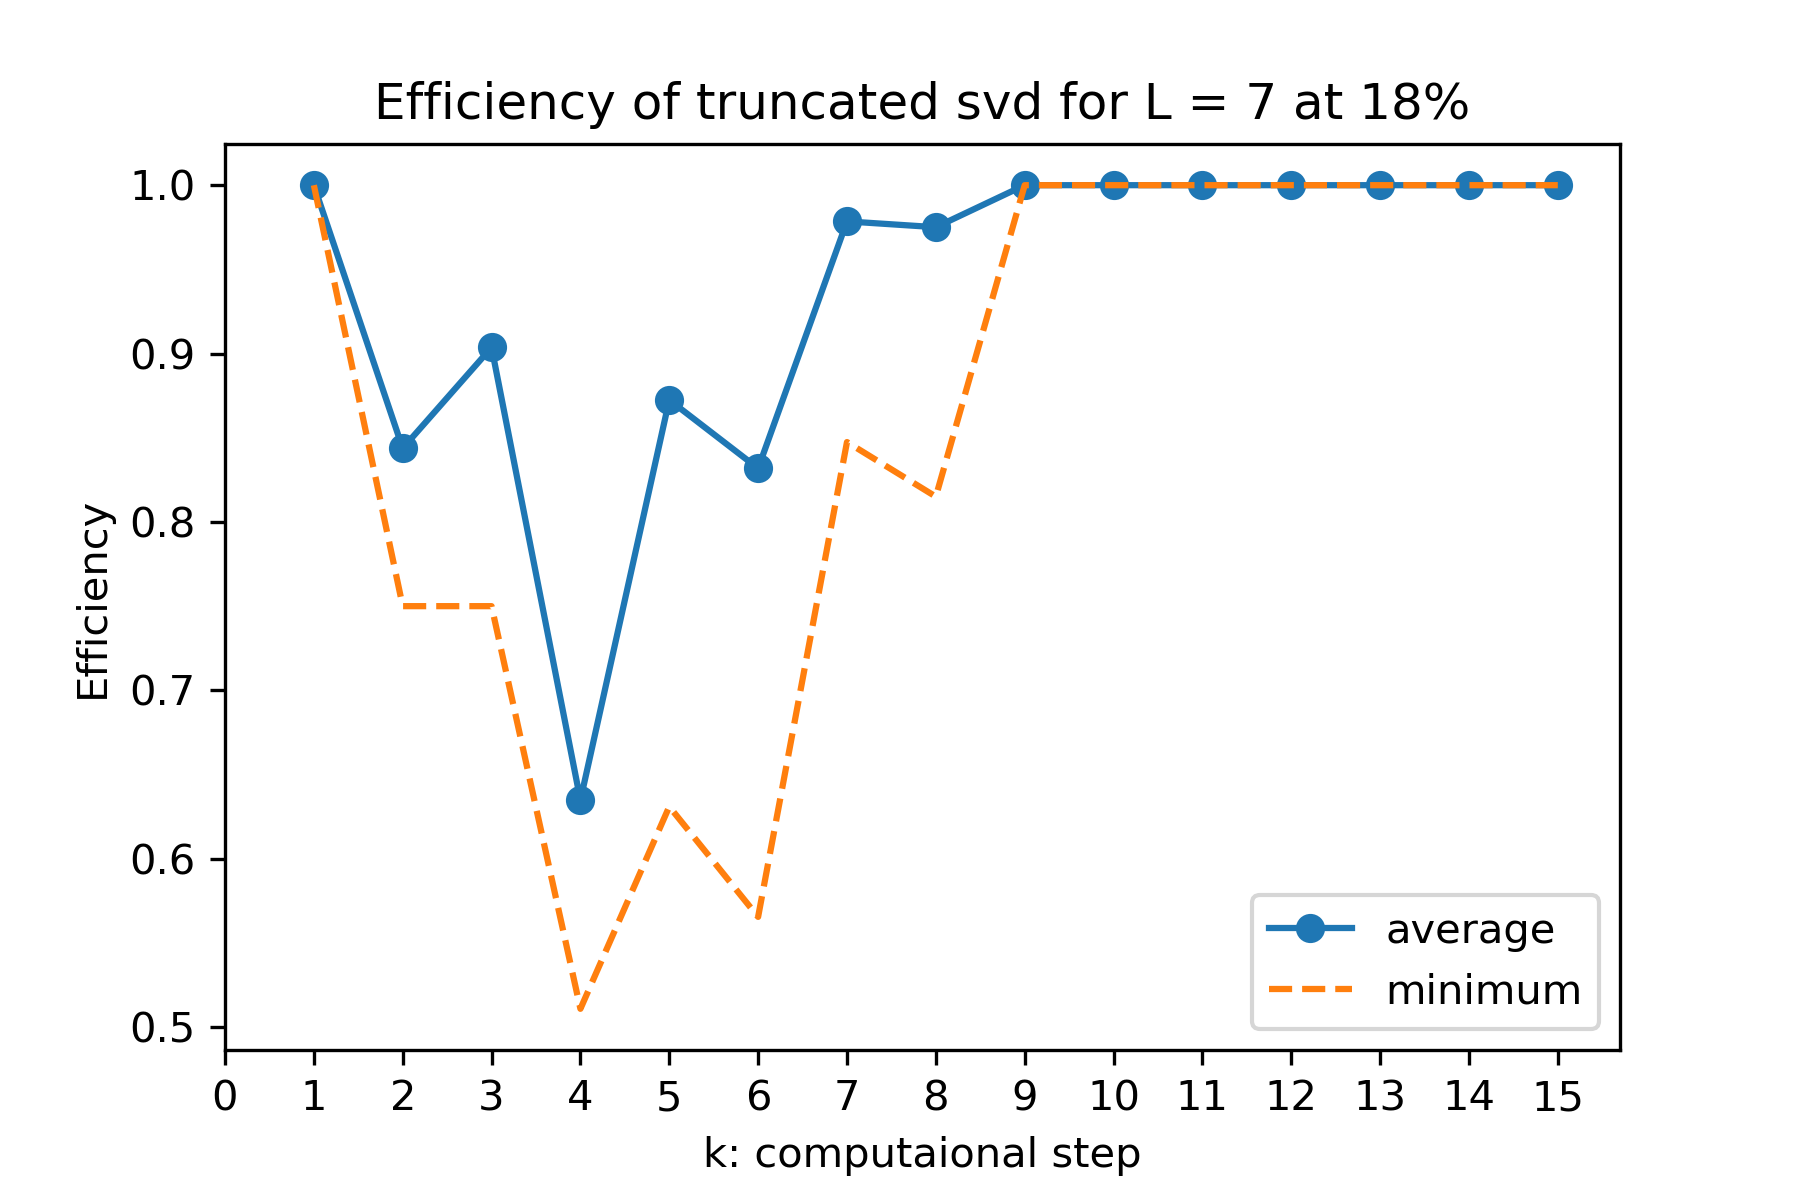 Efficiency of truncated svd for L = 7 at 18%
1.0
0.9
0.8
0.7
0.6
0.5
Efficiency
average
minimum
0 1 2 3 4 5 6 7 8 9 10 11 12 13 14 15
k: computaional step